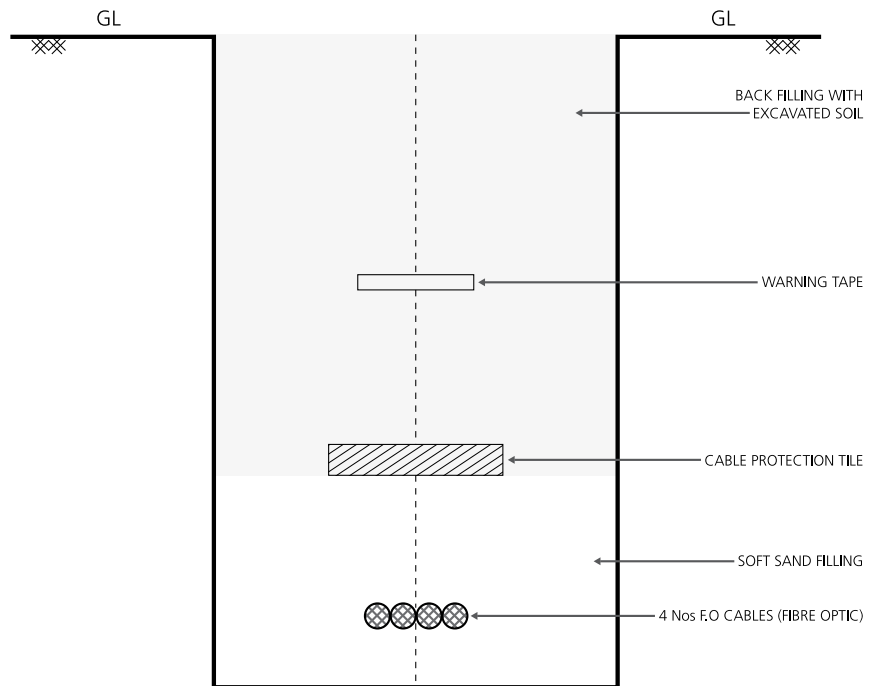 GL
GL
BACK FILLING WITH
EXCAVATED SOIL
WARNING TAPE
CABLE PROTECTION TILE
SOFT SAND FILLING
4 Nos F.O CABLES (FIBRE OPTIC)